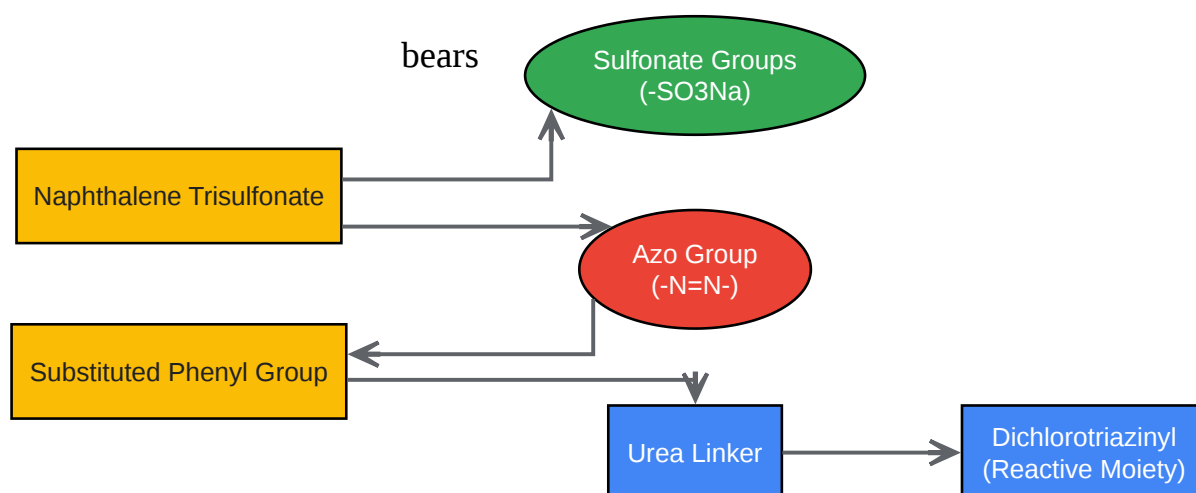 bears
Sulfonate Groups
(-SO3Na)
Naphthalene Trisulfonate
Azo Group
(-N=N-)
Substituted Phenyl Group
Urea Linker
Dichlorotriazinyl
(Reactive Moiety)